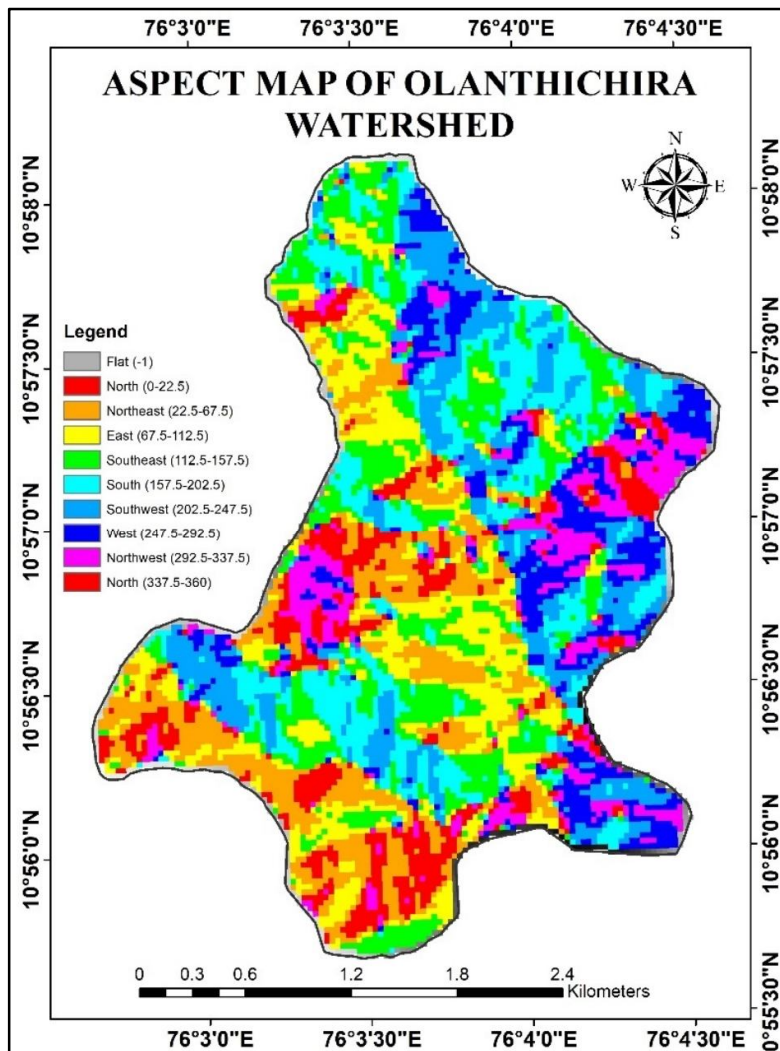 76°3'0"E 76°3'30"E 76°4'0"E 76°4'30"E
ASPECT MAP OF OLANTHICHIRA
WATERSHED
N
W E
S
10°58'0"N 10°58'0"N
10°57'30"N 10°57'30"N
Legend
Flat (-1)
North (0-22.5)
Northeast (22.5-67.5)
East (67.5-112.5)
Southeast (112.5-157.5)
South (157.5-202.5)
Southwest (202.5-247.5)
West (247.5-292.5)
Northwest (292.5-337.5)
North (337.5-360)
10°57'0"N 10°57'0"N
10°56'30"N 10°56'30"N
10°56'0"N 10°56'0"N
10°55'30"N
0 0.3 0.6 1.2 1.8 2.4
Kilometers
76°3'0"E 76°3'30"E 76°4'0"E 76°4'30"E